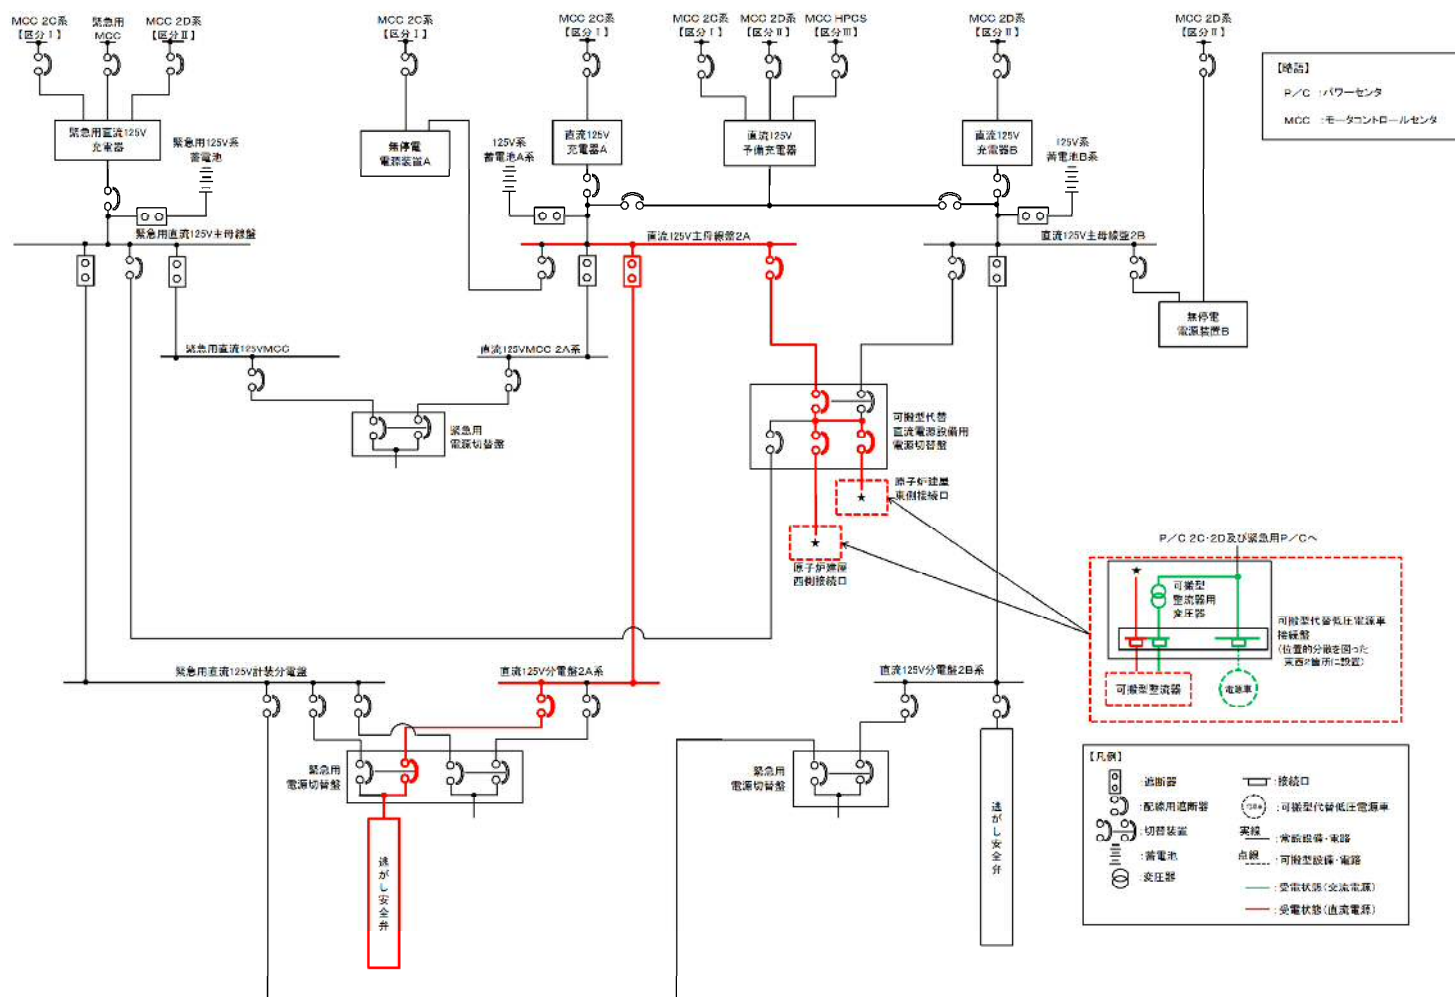 MCC 2C系
【区分Ⅰ】
緊急用
MCC
MCC 2D系
【区分Ⅱ】
MCC 2C系
【区分Ⅰ】
MCC 2C系
【区分Ⅰ】
MCC 2C系
【区分Ⅰ】
MCC 2D系
【区分Ⅱ】
MCC HPCS
【区分Ⅲ】
MCC 2D系
【区分Ⅱ】
MCC 2D系
【区分Ⅱ】
【略語】
P/C :パワーセンタ
MCC :モータコントロールセンタ
緊急用直流125V
充電器
緊急用125V系
蓄電池
無停電
電源装置A
125V系
蓄電池A系
直流125V
充電器A
直流125V
予備充電器
直流125V
充電器B
125V系
蓄電池B系
緊急用直流125V主母線盤
直流125V主母線盤2A
直流125V主母線盤2B
無停電
電源装置B
緊急用直流125VMCC
直流125VMCC 2A系
緊急用
電源切替盤
可搬型代替
直流電源設備用
電源切替盤
原子炉建屋
東側接続口
★
★
原子炉建屋
西側接続口
P/C 2C・2D及び緊急用P/Cへ
★
可搬型
整流器用
変圧器
可搬型代替低圧電源車
接続盤
(位置的分散を図った
東西2箇所に設置)
可搬型整流器
電源車
緊急用直流125V計装分電盤
直流125V分電盤2A系
直流125V分電盤2B系
緊急用
電源切替盤
緊急用
電源切替盤
逃がし安全弁
逃がし安全弁
【凡例】
:遮断器
:配線用遮断器
:切替装置
:蓄電池
:変圧器
:接続口
:可搬型代替低圧電源車
実線
:常設設備・電路
点線
:可搬型設備・電路
:受電状態(交流電源)
:受電状態(直流電源)